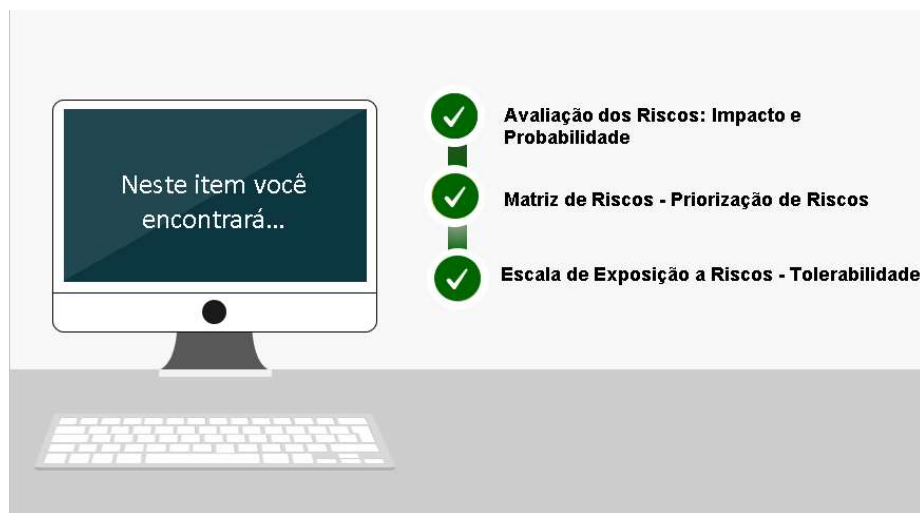 Neste item você
encontrará...
Avaliação dos Riscos: Impacto e
Probabilidade
Matriz de Riscos - Priorização de Riscos
Escala de Exposição a Riscos - Tolerabilidade